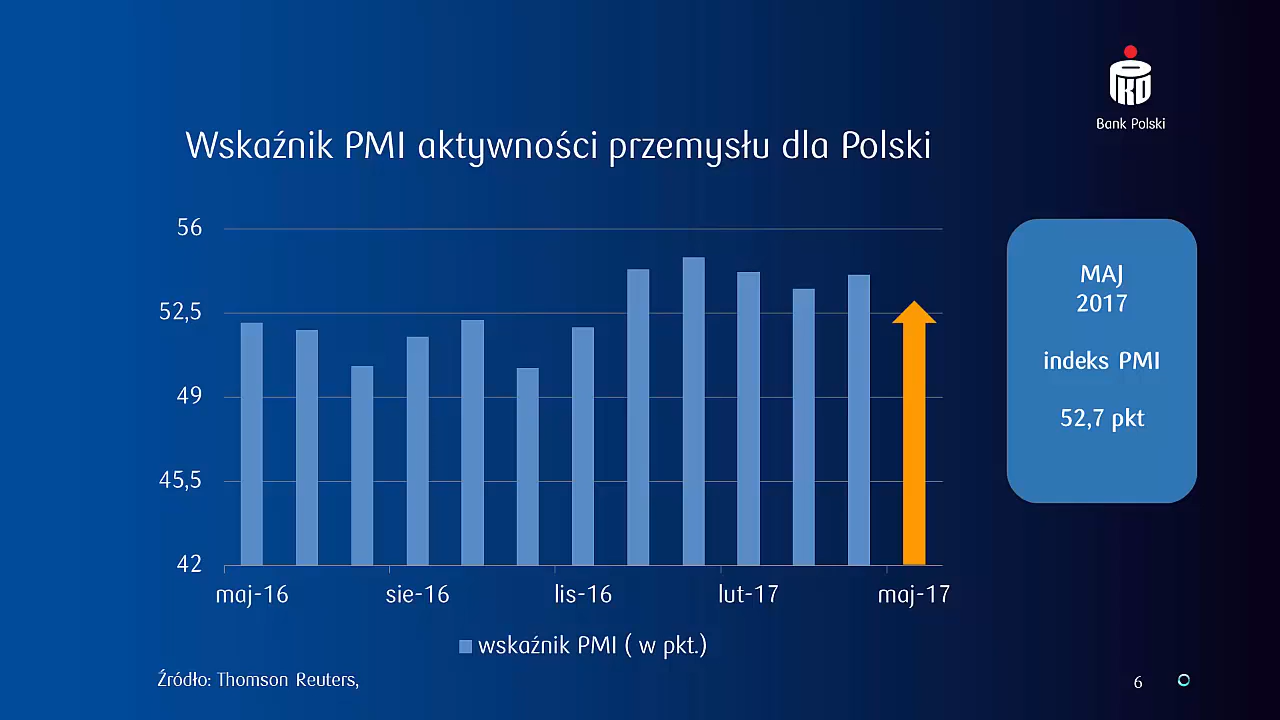 PKO
Bank Polski
Wskaźnik PMI aktywności przemysłu dla Polski
56
52,5
49
45,5
42
maj-16
sie-16
lis-16
lut-17
maj-17
wskaźnik PMI ( w pkt.)
MAJ
2017
indeks PMI
52,7 pkt
Źródło: Thomson Reuters,
6